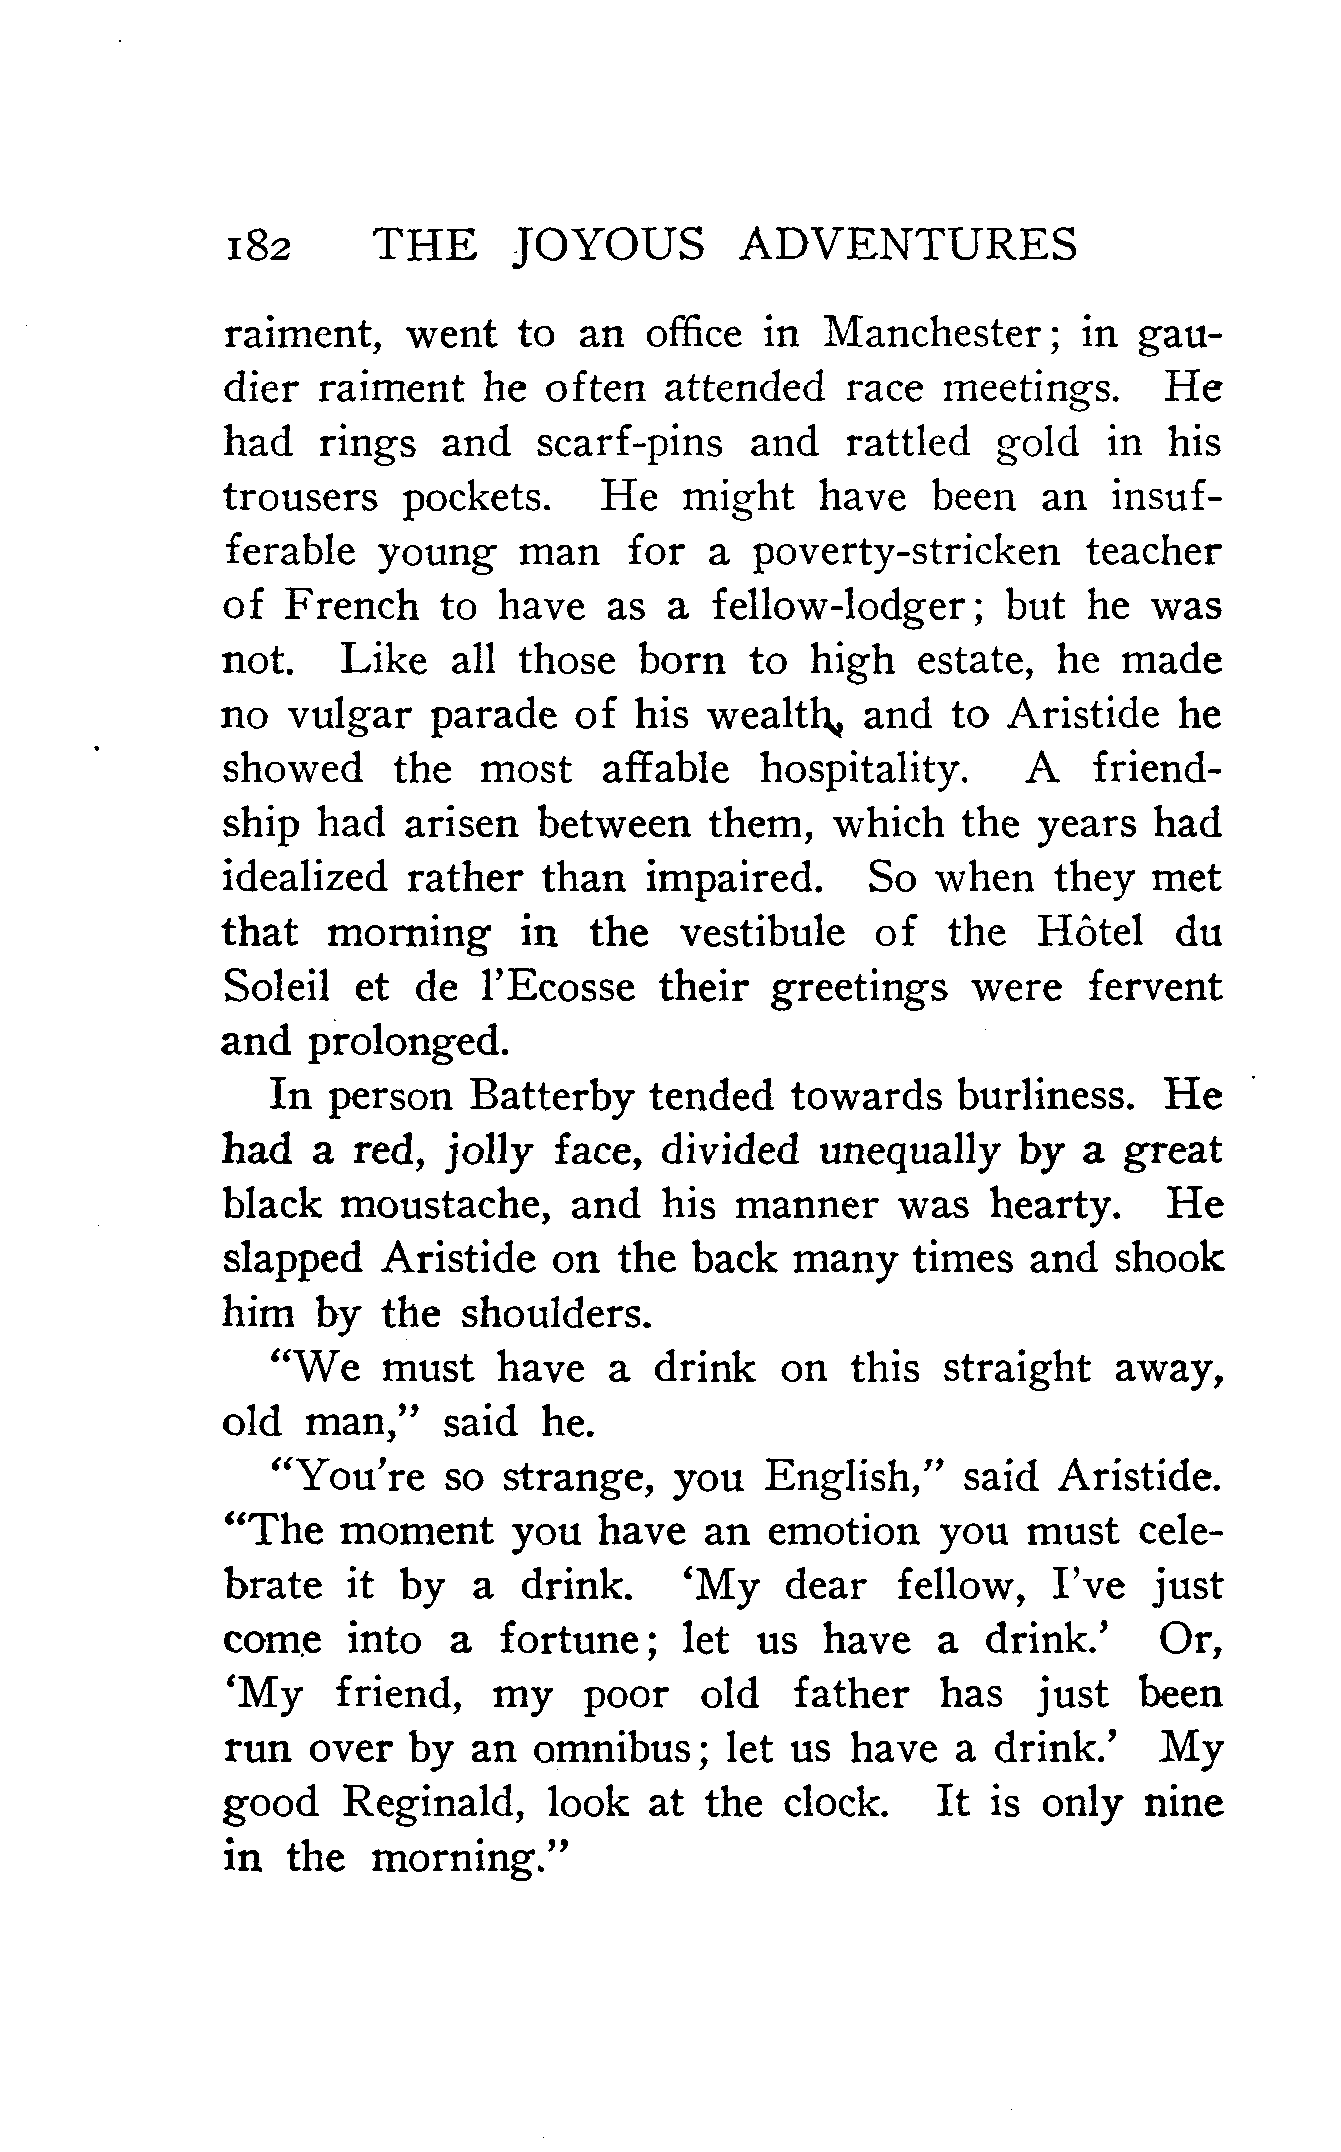 182 THE JOYOUS ADVENTURES
raiment, went to an office in Manchester; in gau-
dier raiment he often attended race meetings. He
had rings and scarf-pins and rattled gold in his
trousers pockets. He might have been an insuf-
ferable young man for a poverty-stricken teacher
of French to have as a fellow-lodger; but he was
not. Like all those born to high estate, he made
no vulgar parade of his wealth, and to Aristide he
showed the most affable hospitality. A friend-
ship had arisen between them, which the years had
idealized rather than impaired. So when they met
that morning in the vestibule of the Hôtel du
Soleil et de l'Ecosse their greetings were fervent
and prolonged.
In person Batterby tended towards burliness. He
had a red, jolly face, divided unequally by a great
black moustache, and his manner was hearty. He
slapped Aristide on the back many times and shook
him by the shoulders.
"We must have a drink on this straight away,
old man," said he.
"You're so strange, you English," said Aristide.
"The moment you have an emotion you must cele-
brate it by a drink. 'My dear fellow, I've just
come into a fortune; let us have a drink.' Or,
'My friend, my poor old father has just been
run over by an omnibus; let us have a drink.' My
good Reginald, look at the clock. It is only nine
in the morning."